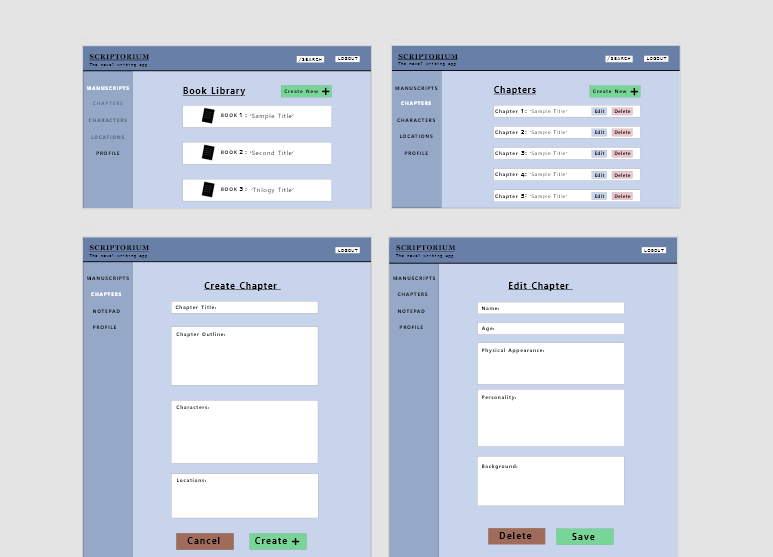 SCRIPTORIUM
The novel writing app
/SEARCH
LOGOUT
MANUSCRIPTS
CHAPTERS
CHARACTERS
LOCATIONS
PROFILE
Book Library
Create New +
BOOK 1 : 'Sample Title'
BOOK 2 : 'Second Title'
BOOK 3 : 'Trilogy Title'
SCRIPTORIUM
The novel writing app
/SEARCH
LOGOUT
MANUSCRIPTS
CHAPTERS
CHARACTERS
LOCATIONS
PROFILE
Chapters
Create New +
Chapter 1: 'Sample Title' Edit Delete
Chapter 2: 'Sample Title' Edit Delete
Chapter 3: 'Sample Title' Edit Delete
Chapter 4: 'Sample Title' Edit Delete
Chapter 5: 'Sample Title' Edit Delete
SCRIPTORIUM
The novel writing app
LOGOUT
MANUSCRIPTS
CHAPTERS
NOTEPAD
PROFILE
Create Chapter
Chapter Title:
Chapter Outline:
Characters:
Locations:
Cancel
Create +
SCRIPTORIUM
The novel writing app
LOGOUT
MANUSCRIPTS
CHAPTERS
NOTEPAD
PROFILE
Edit Chapter
Name:
Age:
Physical Appearance:
Personality:
Background:
Delete
Save